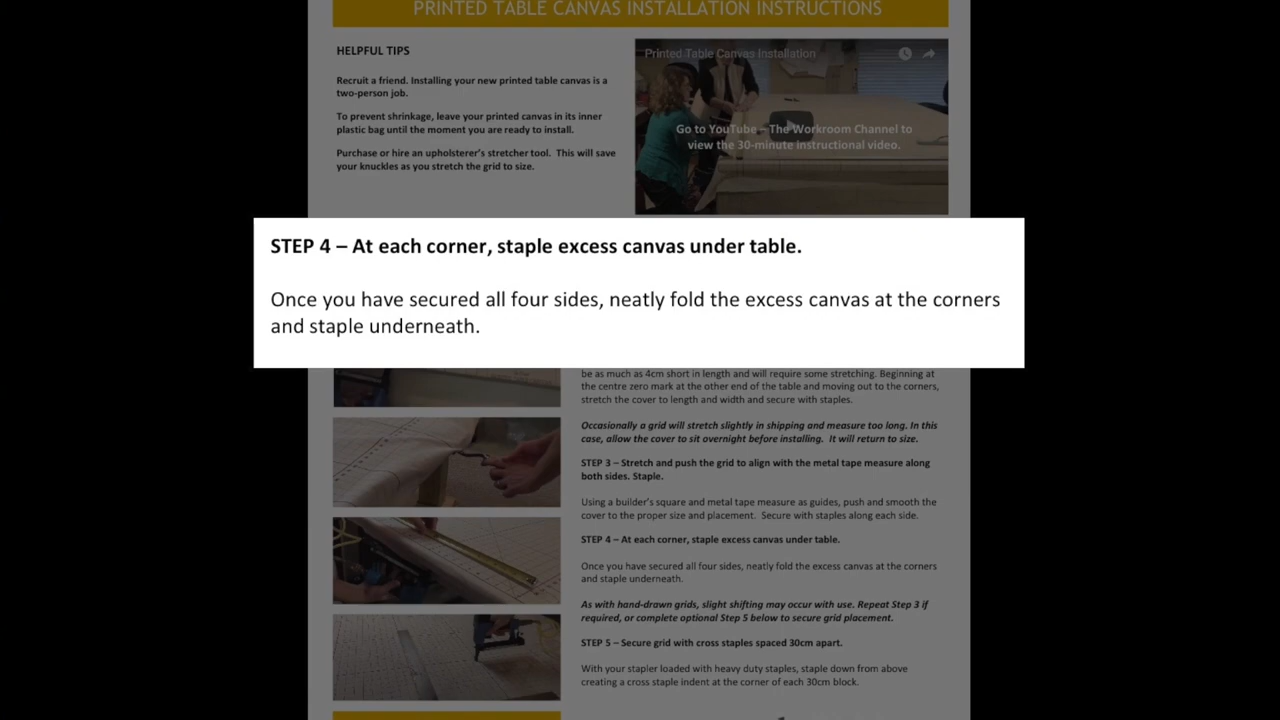 PRINTED TABLE CANVAS INSTALLATION INSTRUCTIONS
HELPFUL TIPS
Recruit a friend. Installing your new printed table canvas is a
two-person job.
To prevent shrinkage, leave your printed canvas in its inner
plastic bag until the moment you are ready to install.
Purchase or hire an upholsterer's stretcher tool.  This will save
your knuckles as you stretch the grid to size.
Printed Table Canvas Installation
Go to YouTube – The Workroom Channel to
view the 30-minute instructional video.
STEP 4 – At each corner, staple excess canvas under table.
Once you have secured all four sides, neatly fold the excess canvas at the corners
and staple underneath.
be as much as 4cm short in length and will require some stretching. Beginning at
the centre zero mark at the other end of the table and moving out to the corners,
stretch the cover to length and width and secure with staples.
Occasionally a grid will stretch slightly in shipping and measure too long. In this
case, allow the cover to sit overnight before installing.  It will return to size.
STEP 3 – Stretch and push the grid to align with the metal tape measure along
both sides. Staple.
Using a builder's square and metal tape measure as guides, push and smooth the
cover to the proper size and placement.  Secure with staples along each side.
STEP 4 – At each corner, staple excess canvas under table.
Once you have secured all four sides, neatly fold the excess canvas at the corners
and staple underneath.
As with hand-drawn grids, slight shifting may occur with use. Repeat Step 3 if
required, or complete optional Step 5 below to secure grid placement.
STEP 5 – Secure grid with cross staples spaced 30cm apart.
With your stapler loaded with heavy duty staples, staple down from above
creating a cross staple indent at the corner of each 30cm block.